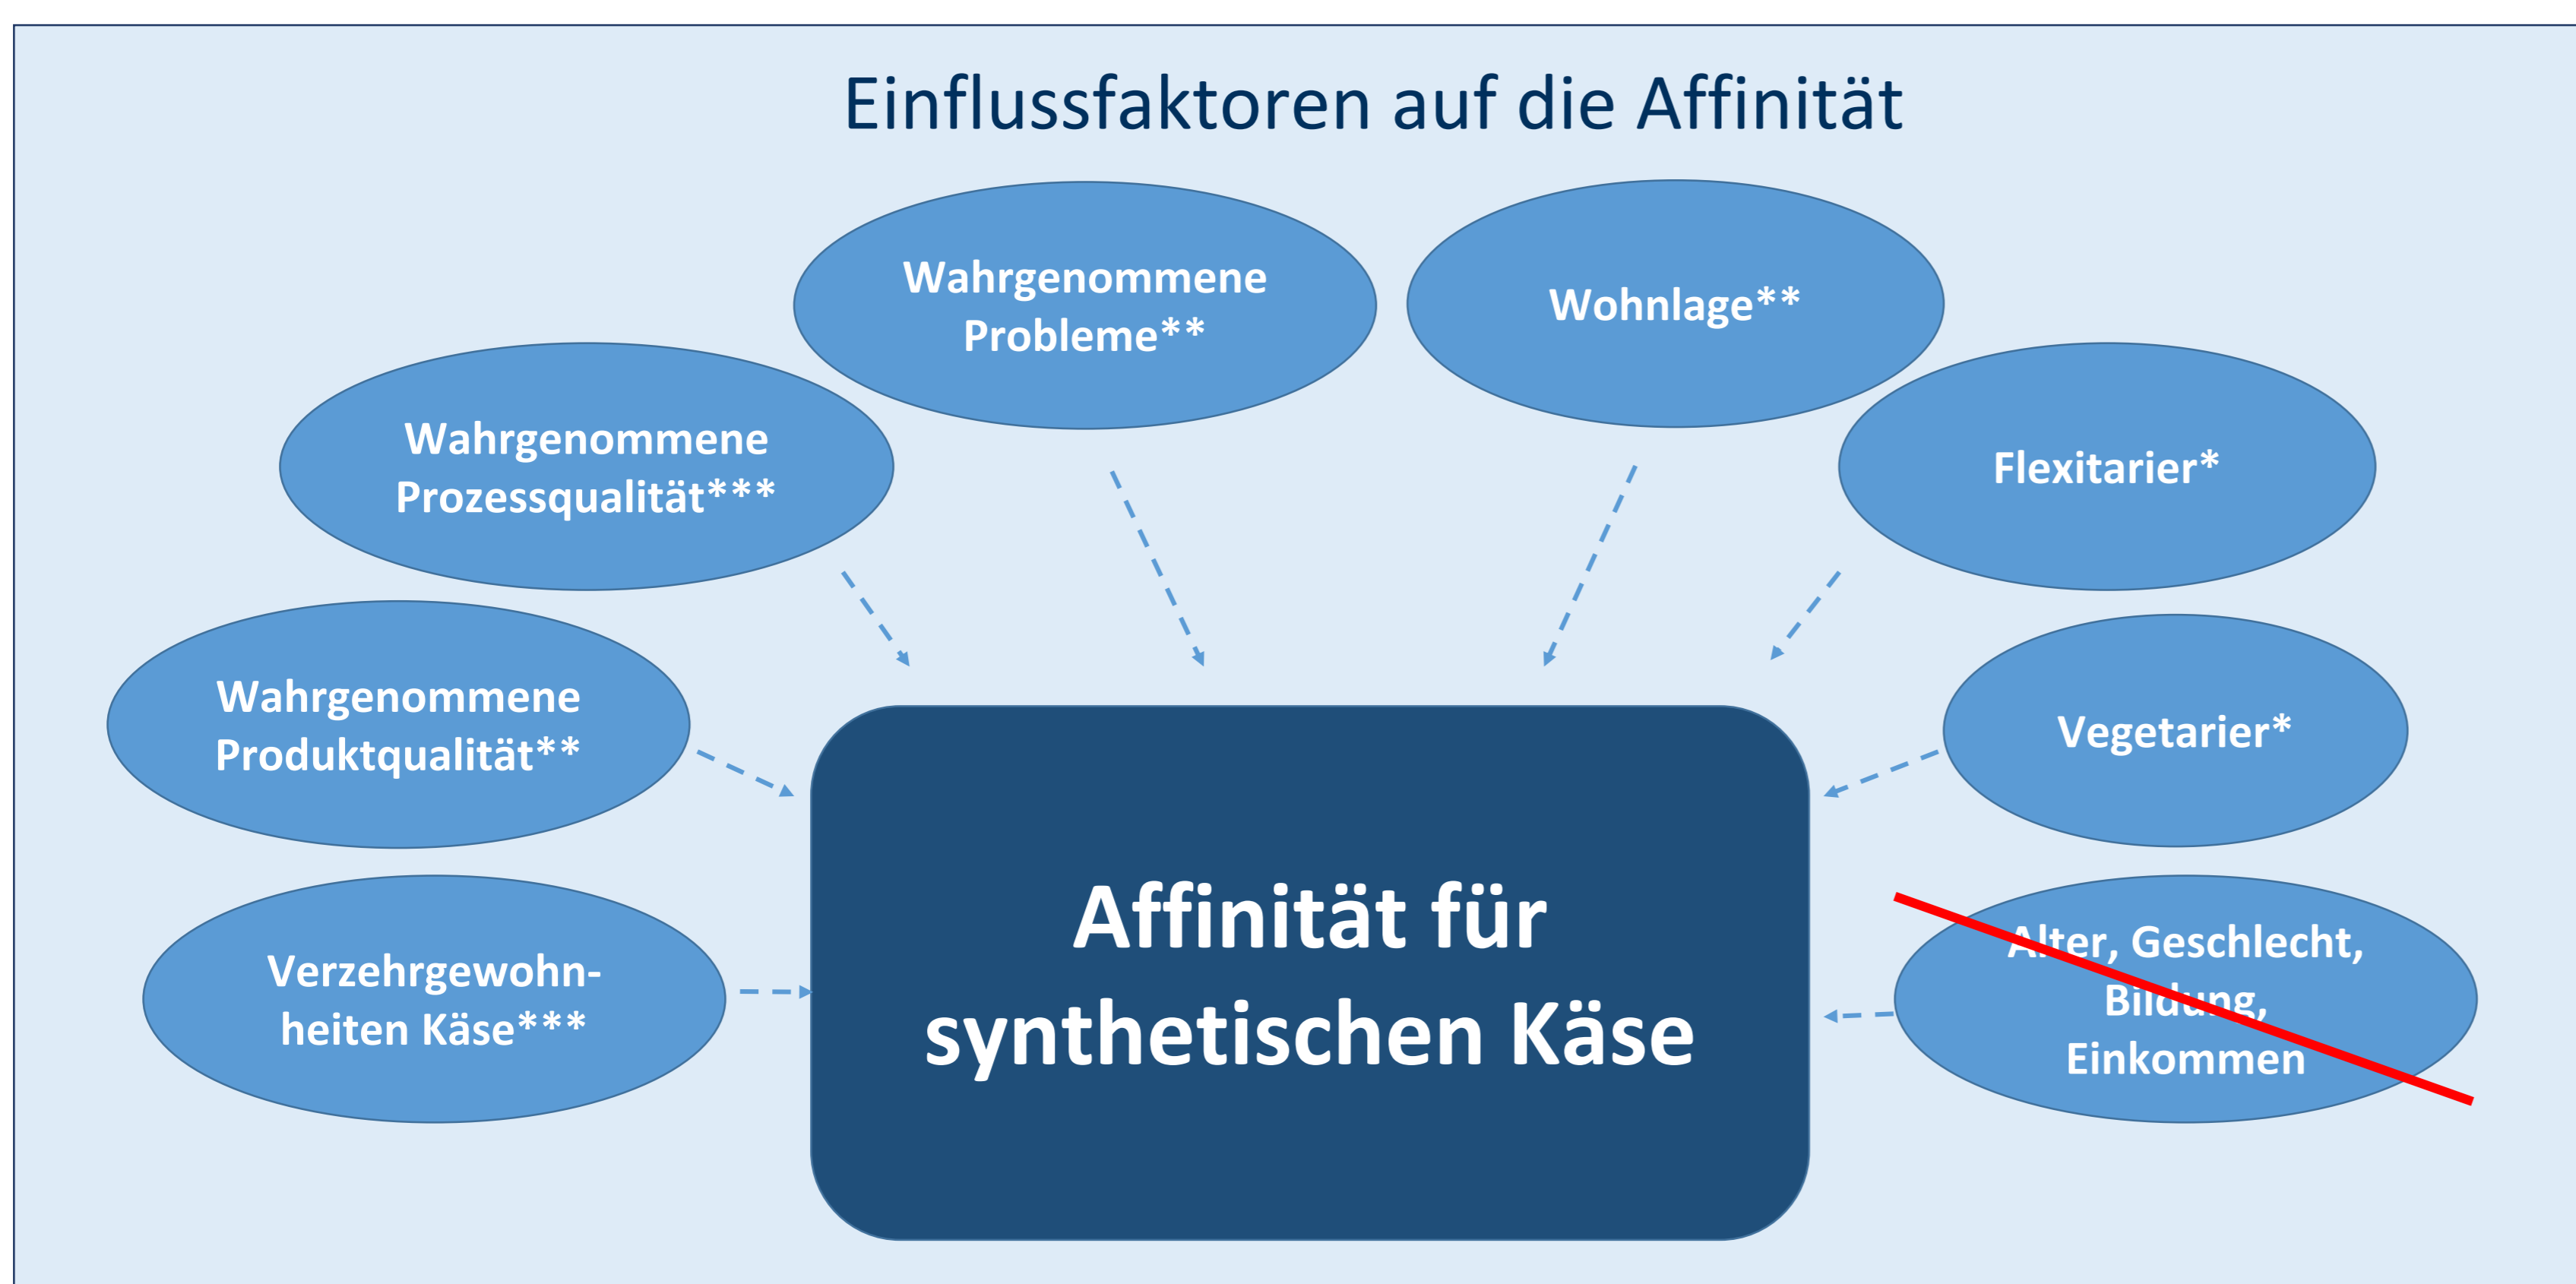 Einflussfaktoren auf die Affinität
Wahrgenommene
Probleme**
Wohnlage**
Wahrgenommene
Prozessqualität***
Flexitarier*
Wahrgenommene
Produktqualität**
Vegetarier*
Verzehrgewohn-
heiten Käse***
Affinität für
synthetischen Käse
Alter, Geschlecht,
Bildung,
Einkommen